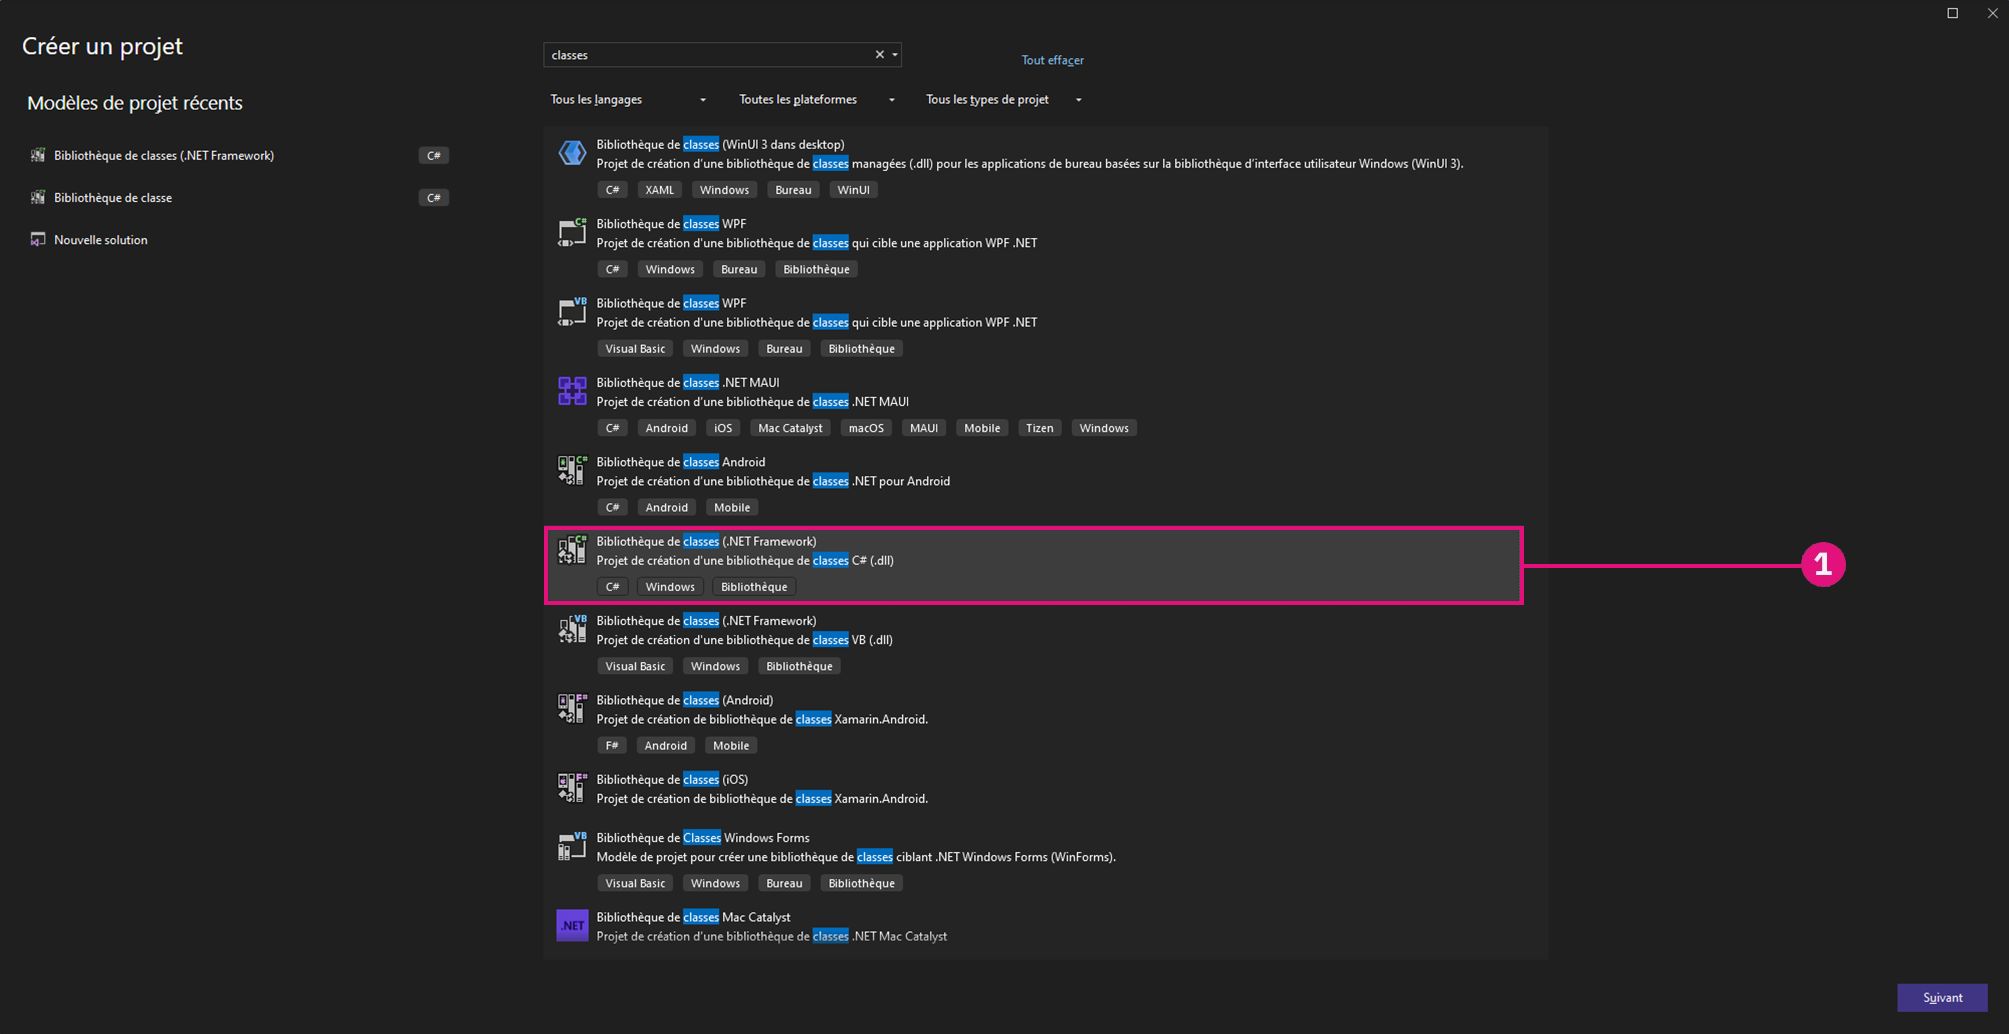 Créer un projet
Modèles de projet récents
Bibliothèque de classes (.NET Framework) C#
Bibliothèque de classe C#
Nouvelle solution
classes
Tout effacer
Tous les langages Toutes les plateformes Tous les types de projet
Bibliothèque de classes (WinUI 3 dans desktop)
Projet de création d'une bibliothèque de classes managées (.dll) pour les applications de bureau basées sur la bibliothèque d'interface utilisateur Windows (WinUI 3).
C# XAML Windows Bureau WinUI
C#
Bibliothèque de classes WPF
Projet de création d'une bibliothèque de classes qui cible une application WPF .NET
C# Windows Bureau Bibliothèque
VB
Bibliothèque de classes WPF
Projet de création d'une bibliothèque de classes qui cible une application WPF .NET
Visual Basic Windows Bureau Bibliothèque
Bibliothèque de classes .NET MAUI
Projet de création d'une bibliothèque de classes .NET MAUI
C# Android iOS Mac Catalyst macOS MAUI Mobile Tizen Windows
C#
Bibliothèque de classes Android
Projet de création d'une bibliothèque de classes .NET pour Android
C# Android Mobile
C#
Bibliothèque de classes (.NET Framework)
Projet de création d'une bibliothèque de classes C# (.dll)
C# Windows Bibliothèque
1
VB
Bibliothèque de classes (.NET Framework)
Projet de création d'une bibliothèque de classes VB (.dll)
Visual Basic Windows Bibliothèque
F#
Bibliothèque de classes (Android)
Projet de création de bibliothèque de classes Xamarin.Android.
F# Android Mobile
F#
Bibliothèque de classes (iOS)
Projet de création de bibliothèque de classes Xamarin.Android.
VB
Bibliothèque de Classes Windows Forms
Modèle de projet pour créer une bibliothèque de classes ciblant .NET Windows Forms (WinForms).
Visual Basic Windows Bureau Bibliothèque
.NET
Bibliothèque de classes Mac Catalyst
Projet de création d'une bibliothèque de classes .NET Mac Catalyst
Suivant